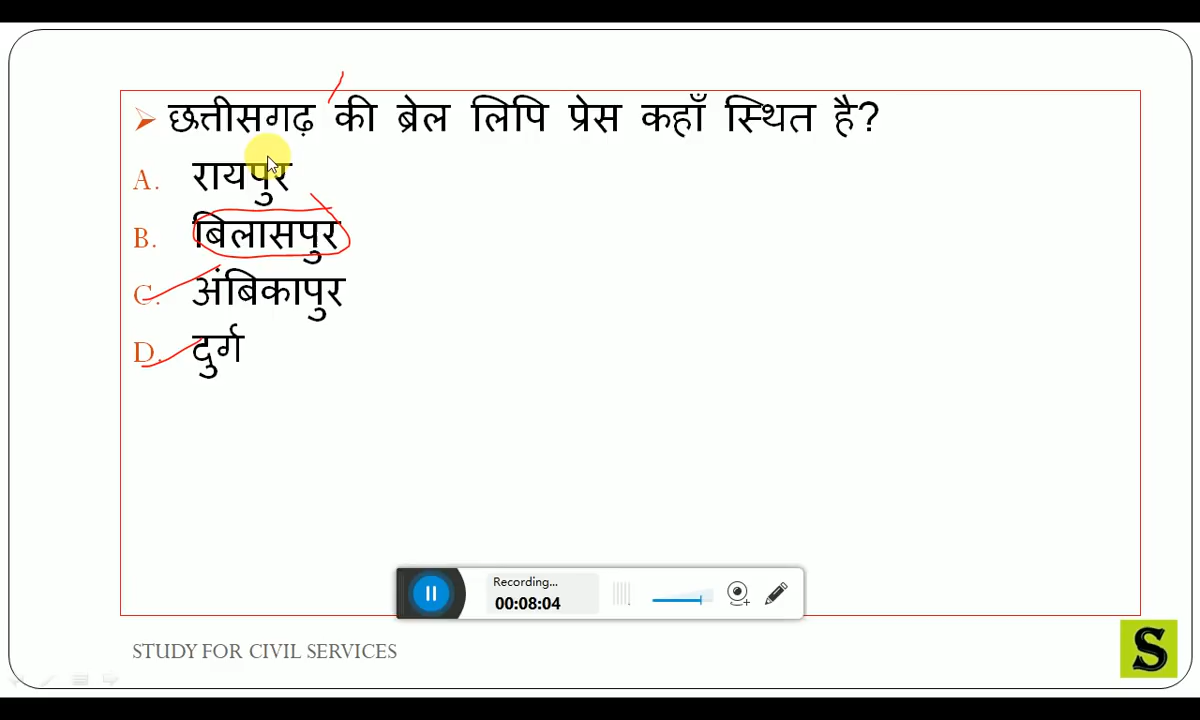 छत्तीसगढ़ की ब्रेल लिपि प्रेस कहाँ स्थित है?
A. रायपुर
B. बिलासपुर
C. अंबिकापुर
D. दुर्ग
Recording...
00:08:04
STUDY FOR CIVIL SERVICES
S